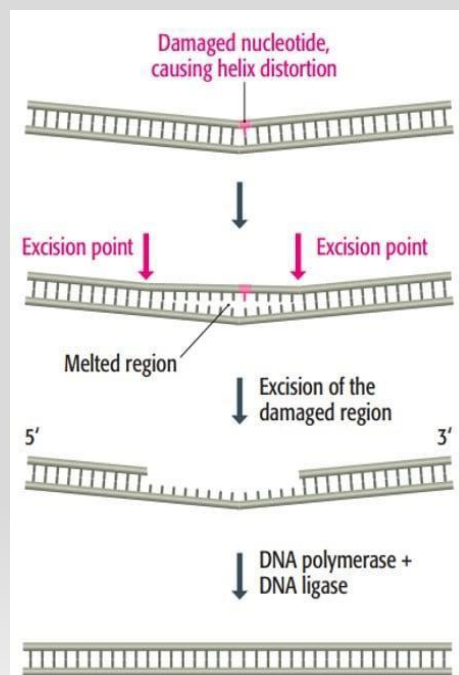 Damaged nucleotide,
causing helix distortion
Excision point
Excision point
Melted region
Excision of the
damaged region
5′
3′
DNA polymerase +
DNA ligase